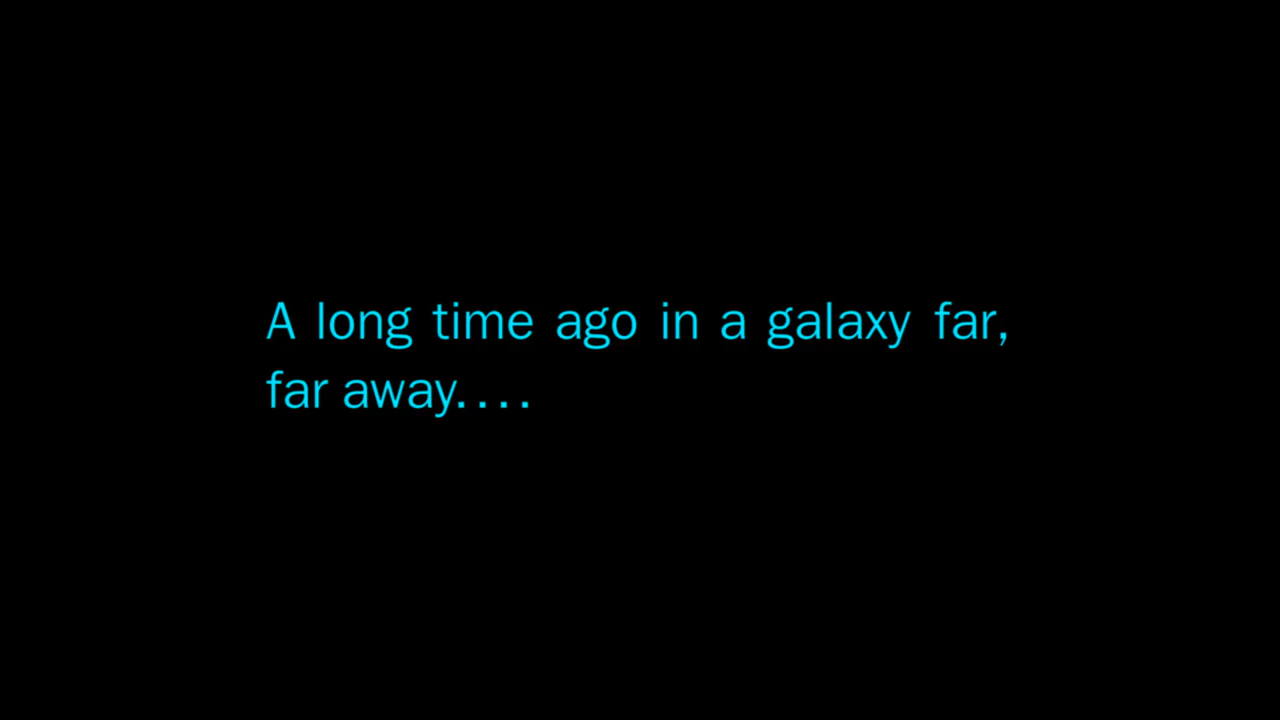 A long time ago in a galaxy far,
far away. . . .